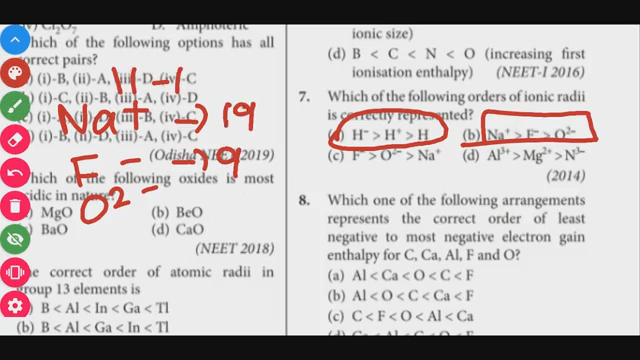 (iv) Cl₂O₇ D. Amphoteric
Which of the following options has all
correct pairs?
(i)-B, (ii)-A, (iii)-D, (iv)-C
(i)-C, (ii)-B, (iii)-A, (iv)-D
(i)-B, (ii)-D, (iii)-A, (iv)-C
(Odisha NEET 2019)
Which of the following oxides is most
acidic in nature?
MgO (b) BeO
BaO (d) CaO
(NEET 2018)
The correct order of atomic radii in
group 13 elements is
B < Al < In < Ga < Tl
(b) B < Al < Ga < In < Tl
11 -1
Na+ → 19
F - → 9
O2-
ionic size)
(d) B < C < N < O (increasing first
ionisation enthalpy) (NEET-I 2016)
7. Which of the following orders of ionic radii
is correctly represented?
(a) H⁻ > H⁺ > H (b) Na⁺ > F⁻ > O²⁻
(c) F⁻ > O²⁻ > Na⁺ (d) Al³⁺ > Mg²⁺ > N³⁻
(2014)
8. Which one of the following arrangements
represents the correct order of least
negative to most negative electron gain
enthalpy for C, Ca, Al, F and O?
(a) Al < Ca < O < C < F
(b) Al < O < C < Ca < F
(c) C < F < O < Al < Ca